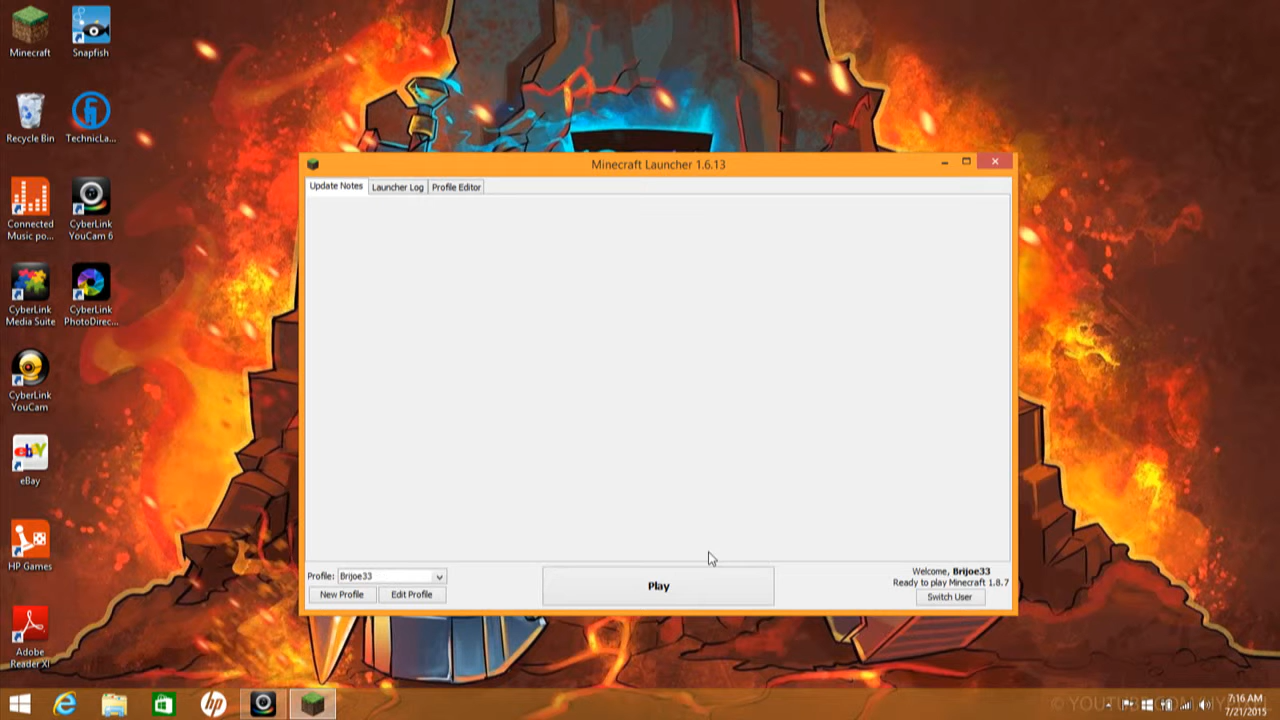 Minecraft
Snapfish
Recycle Bin
TechnicLa...
Connected
Music po...
CyberLink
YouCam 6
CyberLink
Media Suite
CyberLink
PhotoDirec...
CyberLink
YouCam
ebY
eBay
HP Games
Adobe
Reader XI
Minecraft Launcher 1.6.13
Update Notes
Launcher Log
Profile Editor
Profile:
Brijoe33
New Profile
Edit Profile
Play
Welcome, Brijoe33
Ready to play Minecraft 1.8.7
Switch User
hp
7:16 AM
7/21/2015